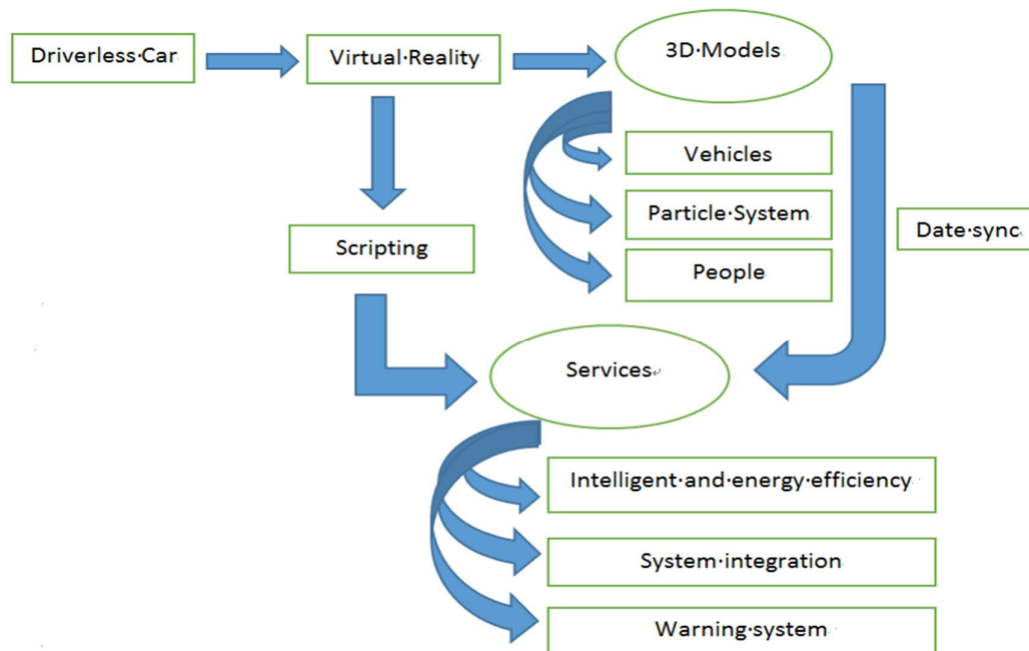 Driverless·Car
Virtual·Reality
3D·Models
Vehicles
Particle·System
Date·sync
Scripting
People
Services
Intelligent·and·energy·efficiency
System·integration
Warning·system